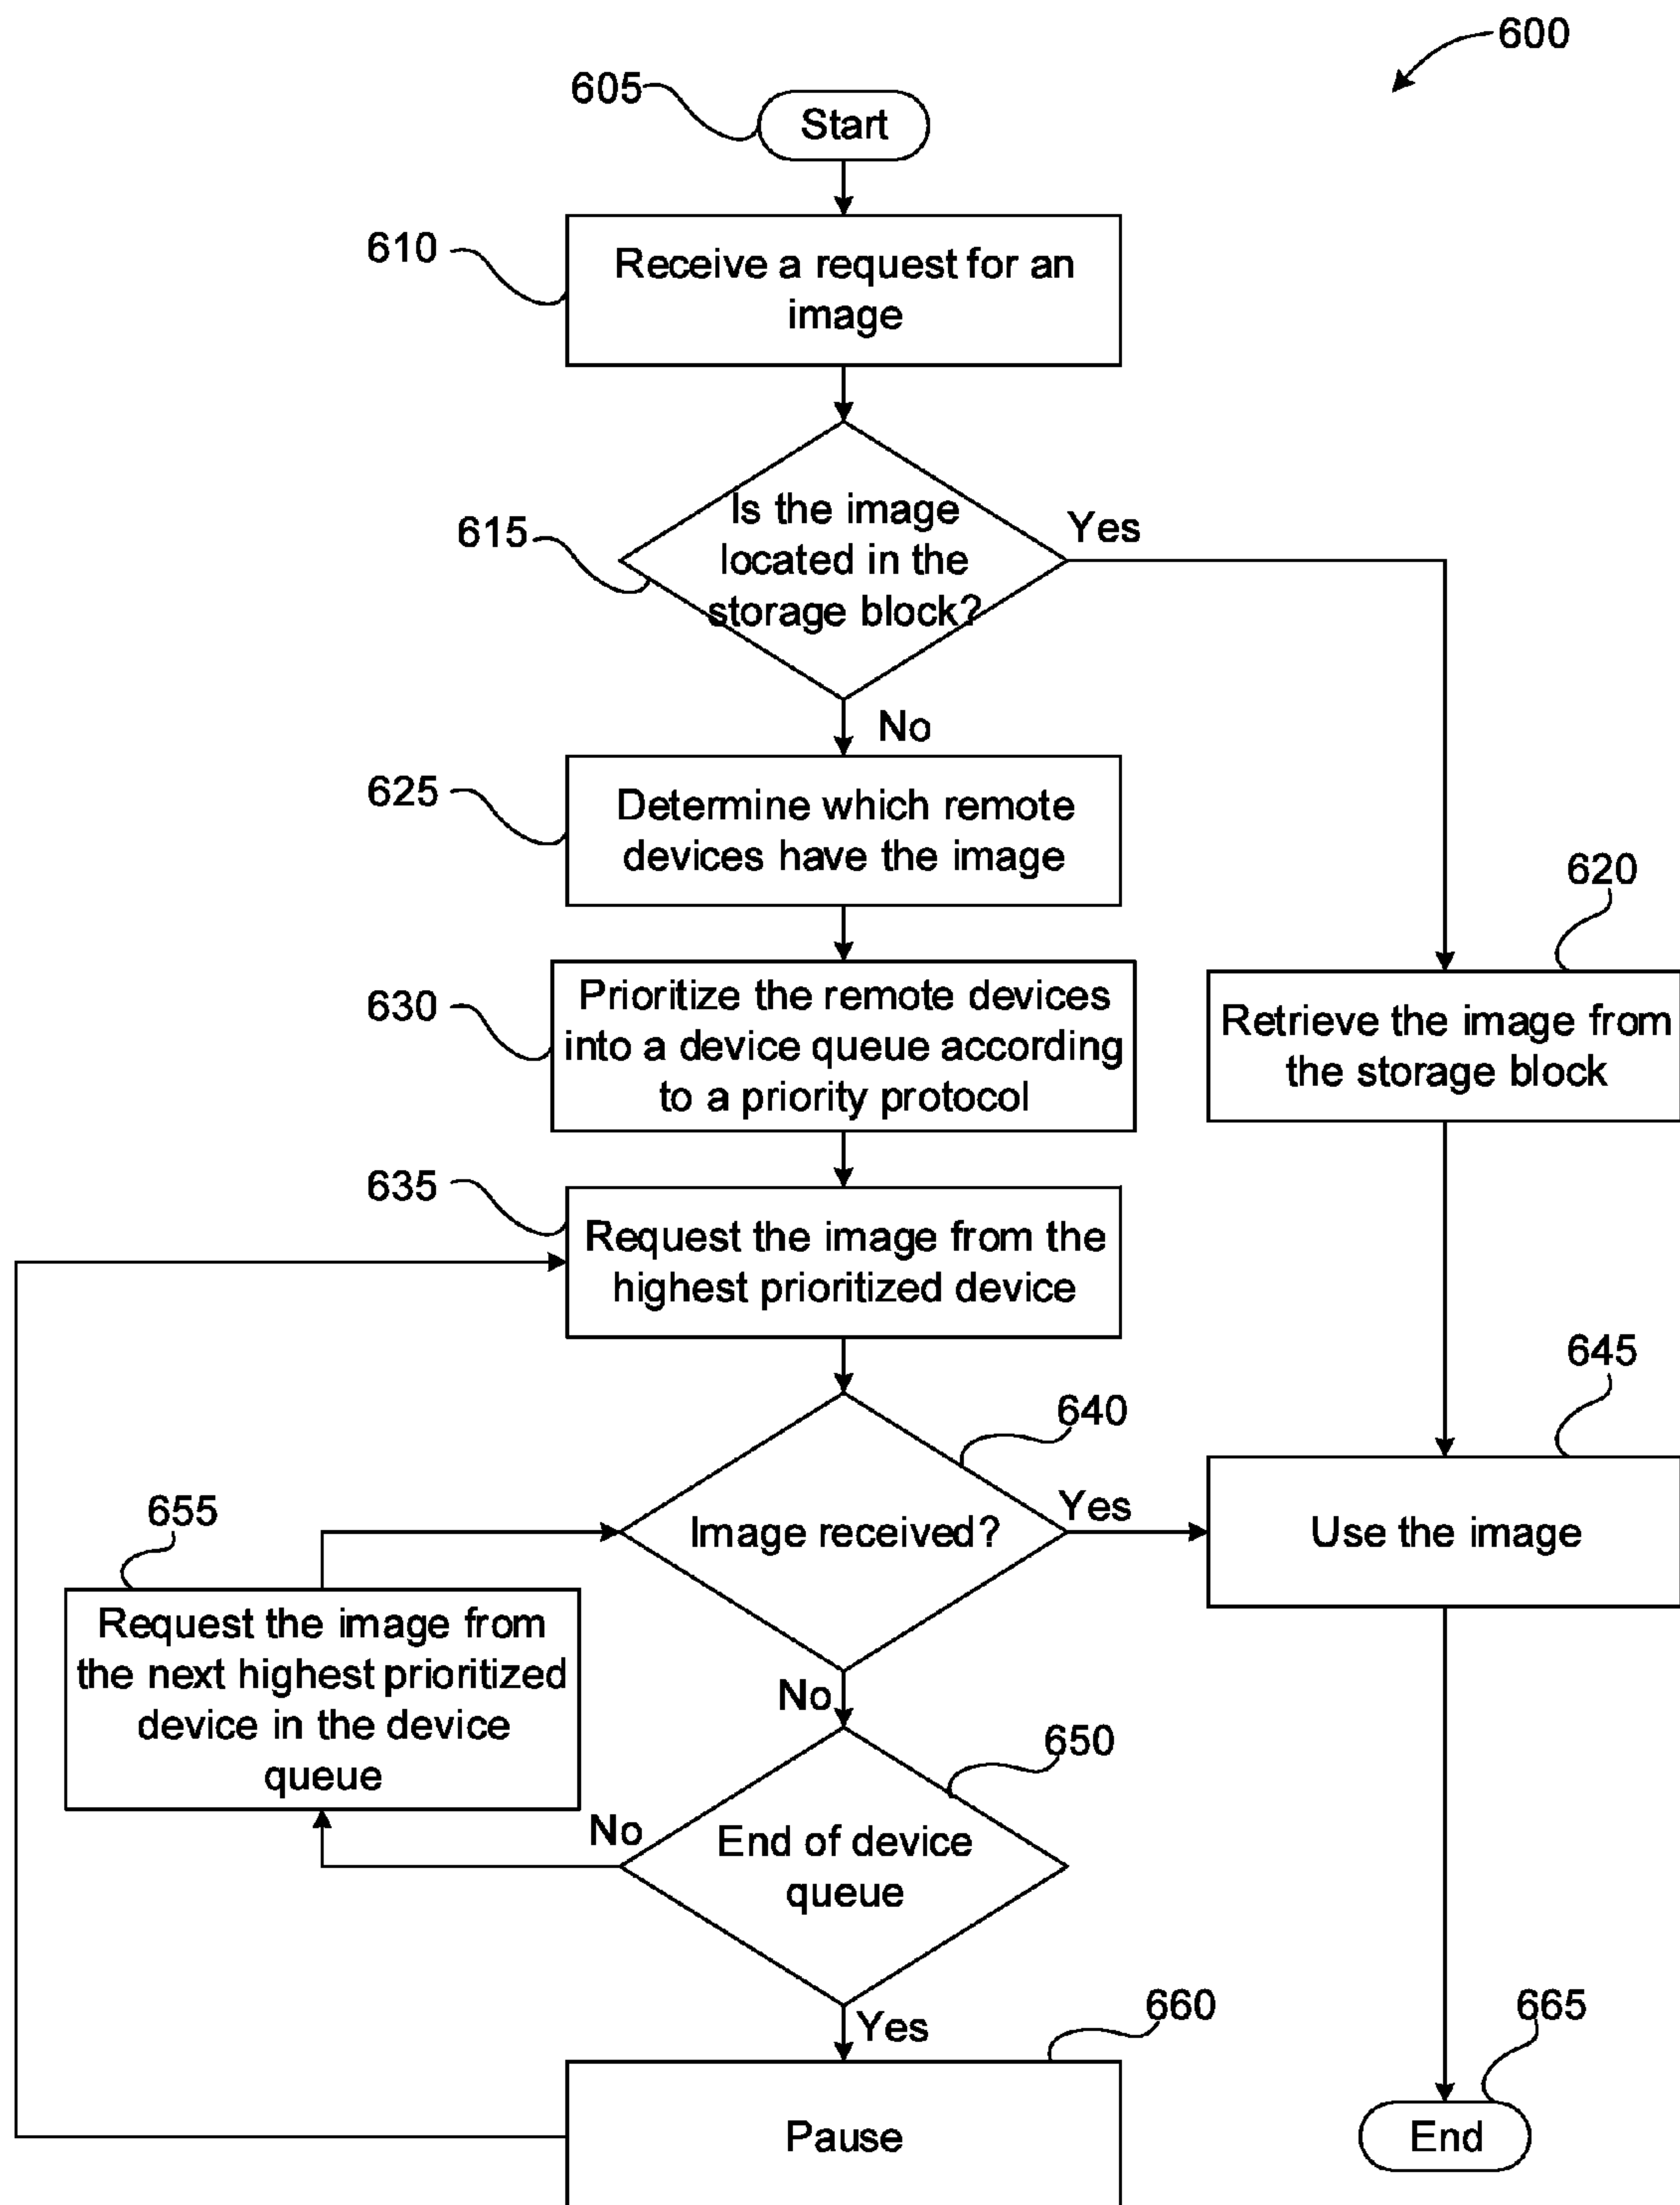 600
605
Start
610
Receive a request for an
image
615
Is the image
located in the
storage block?
Yes
No
625
Determine which remote
devices have the image
620
Retrieve the image from
the storage block
630
Prioritize the remote devices
into a device queue according
to a priority protocol
635
Request the image from the
highest prioritized device
640
Image received?
Yes
645
Use the image
No
655
Request the image from
the next highest prioritized
device in the device
queue
650
End of device
queue
No
Yes
660
Pause
665
End